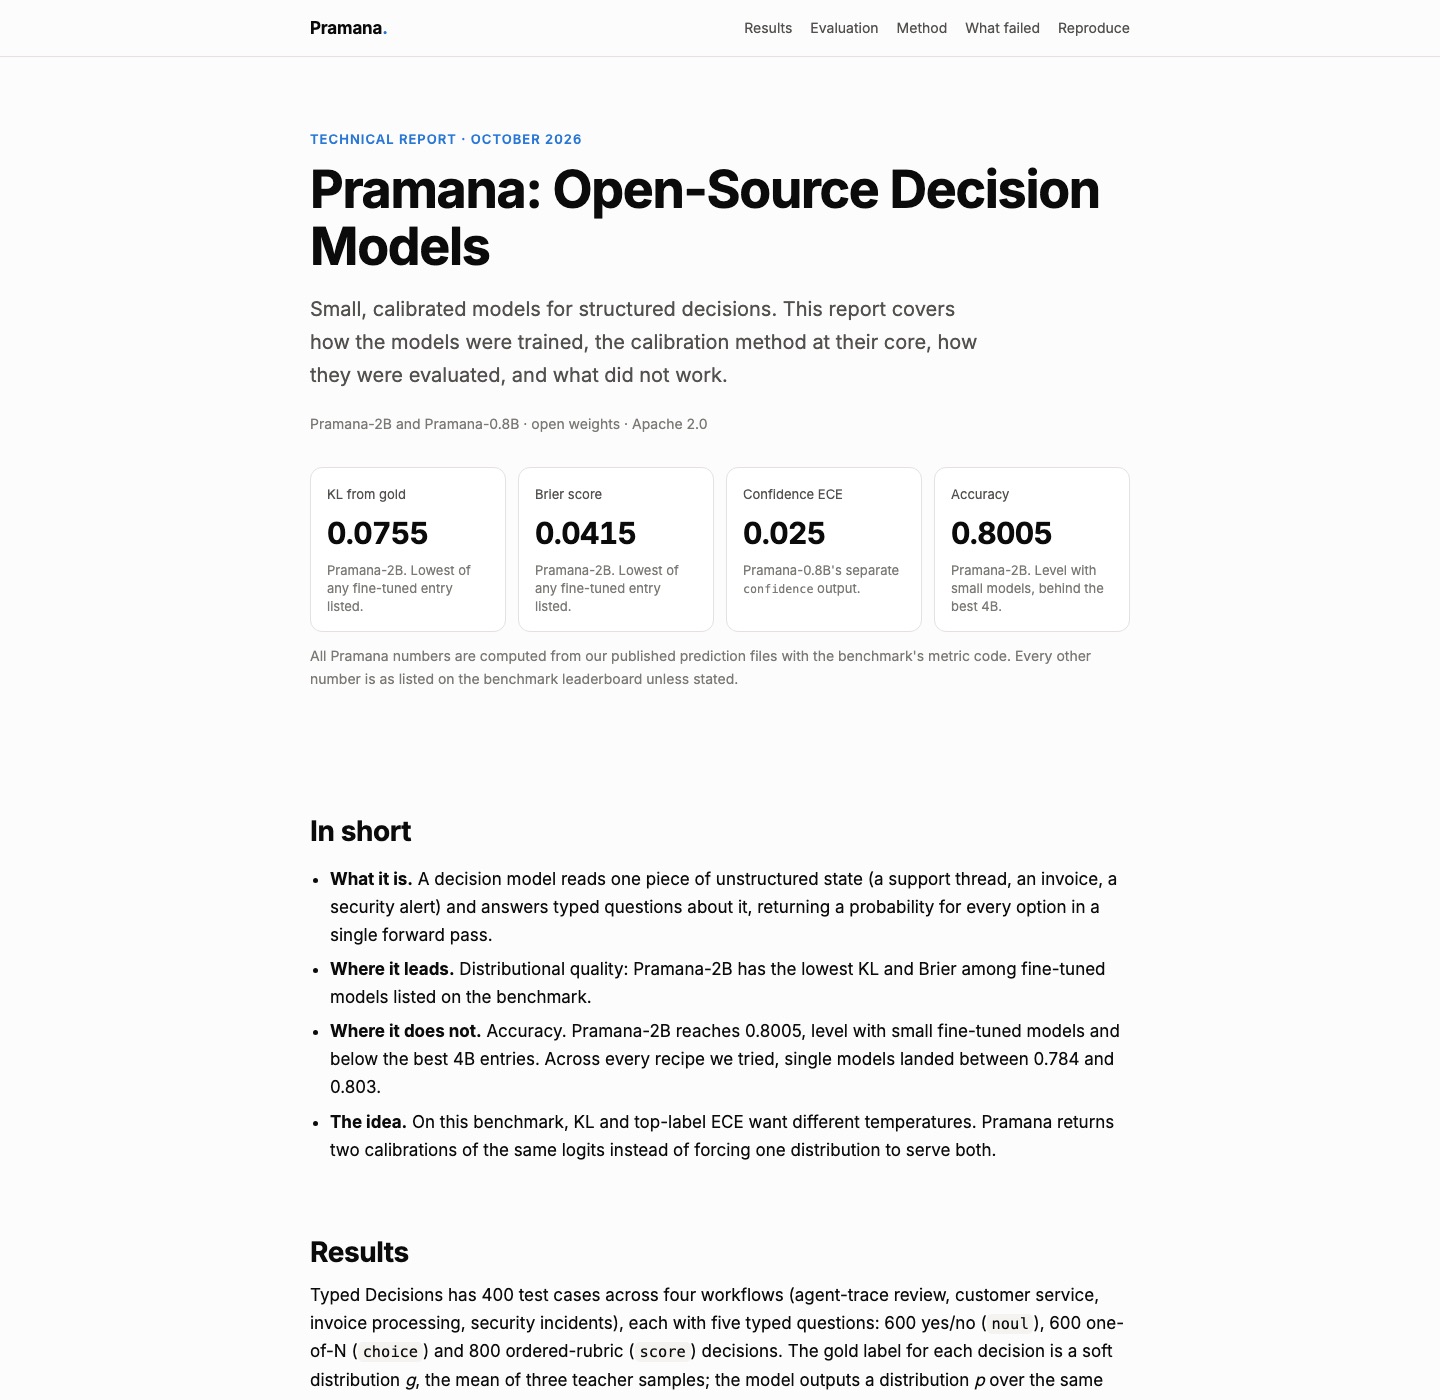 Pramana.
Results Evaluation Method What failed Reproduce
TECHNICAL REPORT · OCTOBER 2026
Pramana: Open-Source Decision
Models
Small, calibrated models for structured decisions. This report covers
how the models were trained, the calibration method at their core, how
they were evaluated, and what did not work.
Pramana-2B and Pramana-0.8B · open weights · Apache 2.0
KL from gold
0.0755
Pramana-2B. Lowest of
any fine-tuned entry
listed.
Brier score
0.0415
Pramana-2B. Lowest of
any fine-tuned entry
listed.
Confidence ECE
0.025
Pramana-0.8B's separate
confidence output.
Accuracy
0.8005
Pramana-2B. Level with
small models, behind the
best 4B.
All Pramana numbers are computed from our published prediction files with the benchmark's metric code. Every other
number is as listed on the benchmark leaderboard unless stated.
In short
• What it is. A decision model reads one piece of unstructured state (a support thread, an invoice, a
security alert) and answers typed questions about it, returning a probability for every option in a
single forward pass.
• Where it leads. Distributional quality: Pramana-2B has the lowest KL and Brier among fine-tuned
models listed on the benchmark.
• Where it does not. Accuracy. Pramana-2B reaches 0.8005, level with small fine-tuned models and
below the best 4B entries. Across every recipe we tried, single models landed between 0.784 and
0.803.
• The idea. On this benchmark, KL and top-label ECE want different temperatures. Pramana returns
two calibrations of the same logits instead of forcing one distribution to serve both.
Results
Typed Decisions has 400 test cases across four workflows (agent-trace review, customer service,
invoice processing, security incidents), each with five typed questions: 600 yes/no ( noul ), 600 one-
of-N ( choice ) and 800 ordered-rubric ( score ) decisions. The gold label for each decision is a soft
distribution g, the mean of three teacher samples; the model outputs a distribution p over the same